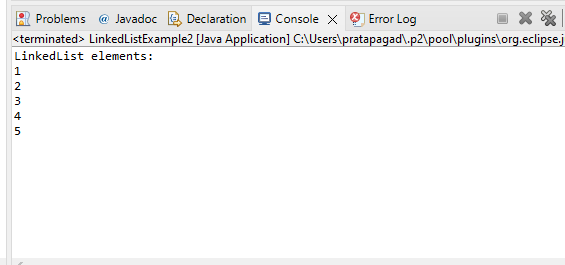 Problems @ Javadoc Declaration Console Error Log
<terminated> LinkedListExample2 [Java Application] C:\Users\pratapagad\.p2\pool\plugins\org.eclipse.j
LinkedList elements:
1
2
3
4
5